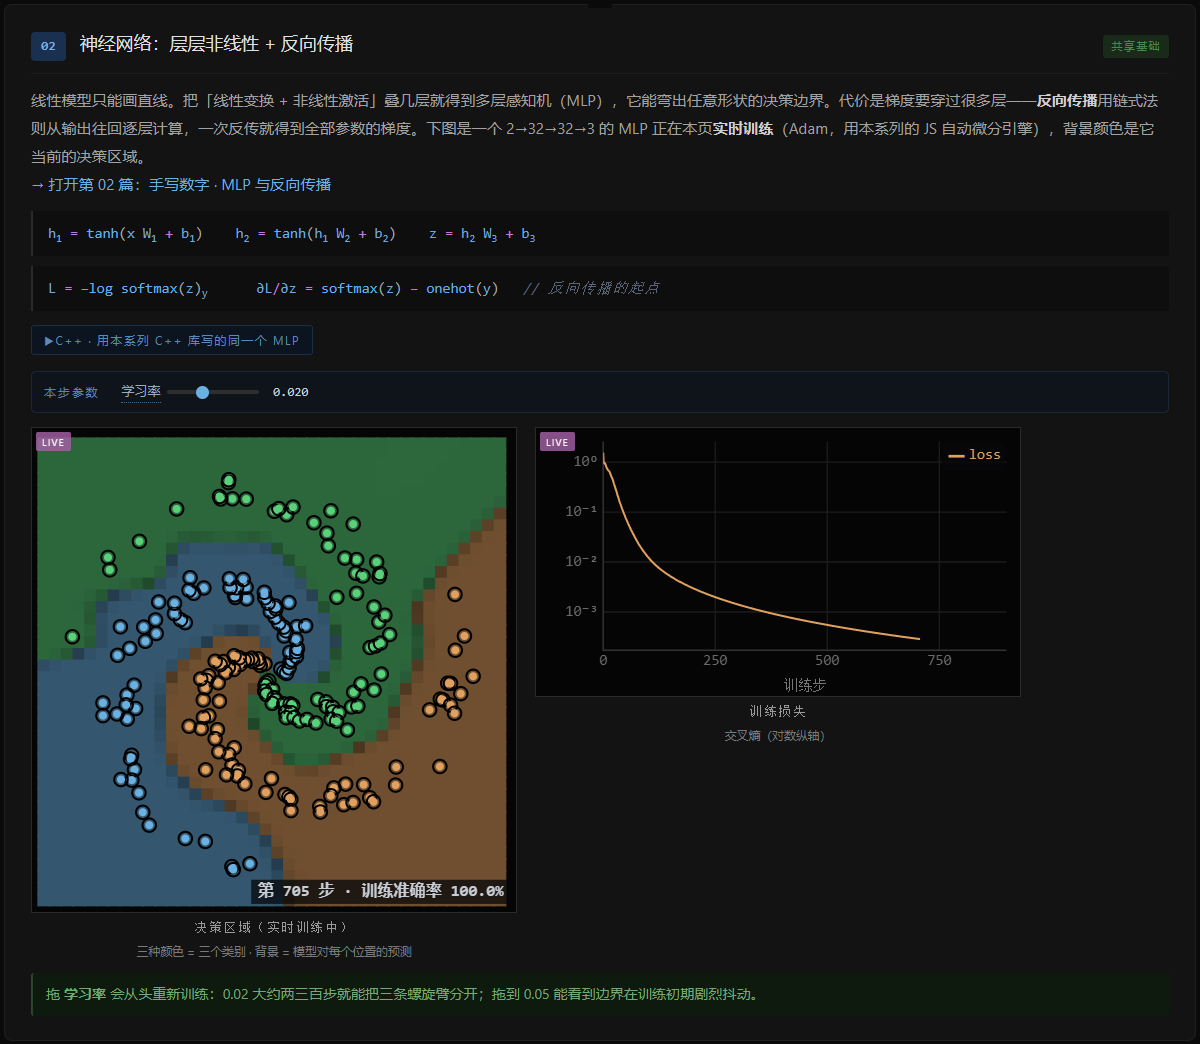 02 神经网络：层层非线性 + 反向传播
共享基础
线性模型只能画直线。把「线性变换 + 非线性激活」叠几层就得到多层感知机（MLP），它能弯出任意形状的决策边界。代价是梯度要穿过很多层——反向传播用链式法
则从输出往回逐层计算，一次反传就得到全部参数的梯度。下图是一个 2→32→32→3 的 MLP 正在本页实时训练（Adam，用本系列的 JS 自动微分引擎），背景颜色是它
当前的决策区域。
→ 打开第 02 篇：手写数字 · MLP 与反向传播
h₁ = tanh(x W₁ + b₁) h₂ = tanh(h₁ W₂ + b₂) z = h₂ W₃ + b₃
L = −log softmax(z)y ∂L/∂z = softmax(z) − onehot(y) // 反向传播的起点
▶C++ · 用本系列 C++ 库写的同一个 MLP
本步参数 学习率 0.020
LIVE
第 705 步 · 训练准确率 100.0%
决策区域（实时训练中）
三种颜色 = 三个类别 · 背景 = 模型对每个位置的预测
LIVE
loss
10⁰
10⁻¹
10⁻²
10⁻³
0 250 500 750
训练步
训练损失
交叉熵（对数纵轴）
拖 学习率 会从头重新训练：0.02 大约两三百步就能把三条螺旋臂分开；拖到 0.05 能看到边界在训练初期剧烈抖动。